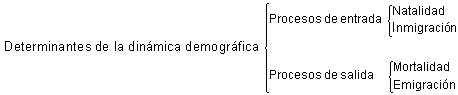 Determinantes de la dinámica demográfica
Procesos de entrada
Natalidad
Inmigración
Procesos de salida
Mortalidad
Emigración